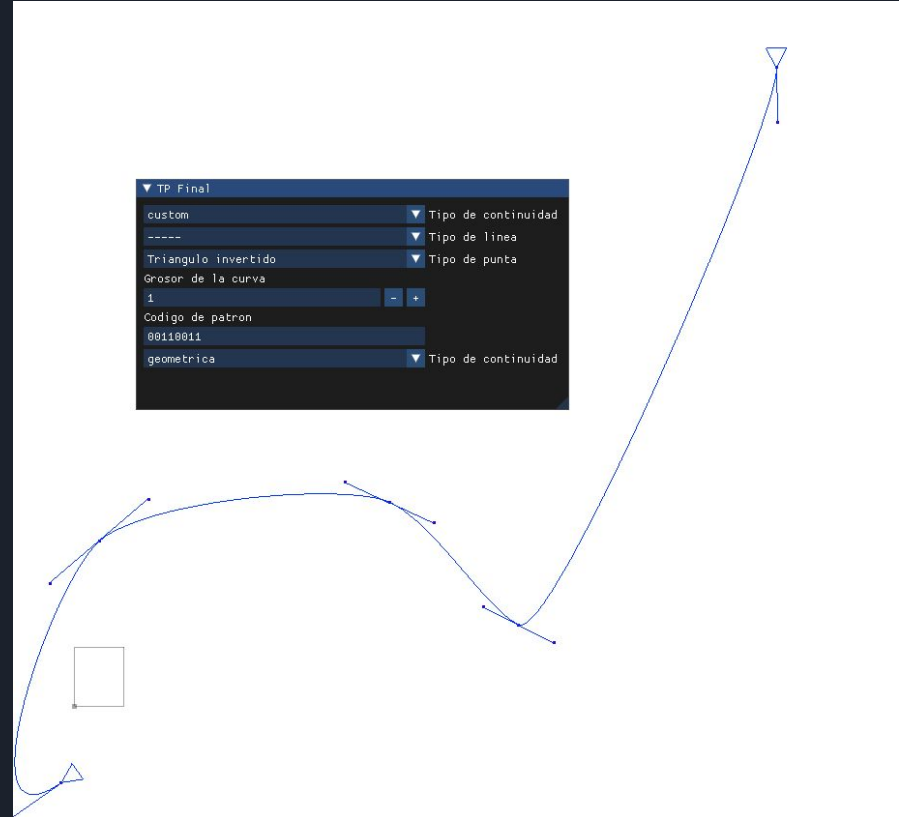 TP Final
custom Tipo de continuidad
----- Tipo de linea
Triangulo invertido Tipo de punta
Grosor de la curva
1 - +
Codigo de patron
00110011
geometrica Tipo de continuidad